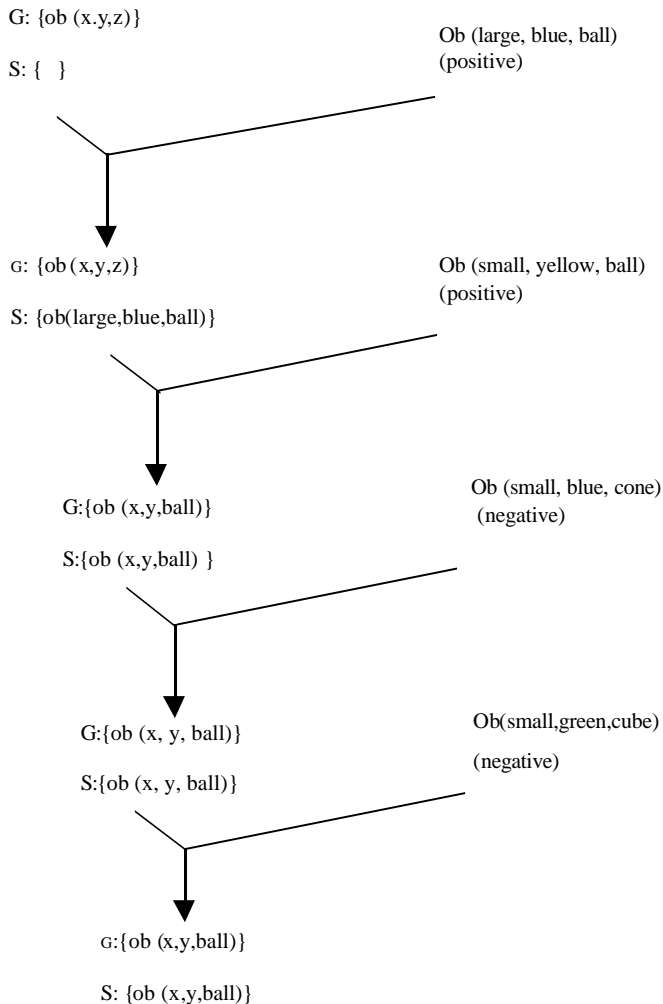 G: {ob (x.y,z)}
S: { }
Ob (large, blue, ball)
(positive)
G: {ob (x,y,z)}
S: {ob(large,blue,ball)}
Ob (small, yellow, ball)
(positive)
G:{ob (x,y,ball)}
S:{ob (x,y,ball) }
Ob (small, blue, cone)
(negative)
G:{ob (x, y, ball)}
S:{ob (x, y, ball)}
Ob(small,green,cube)
(negative)
G:{ob (x,y,ball)}
S: {ob (x,y,ball)}